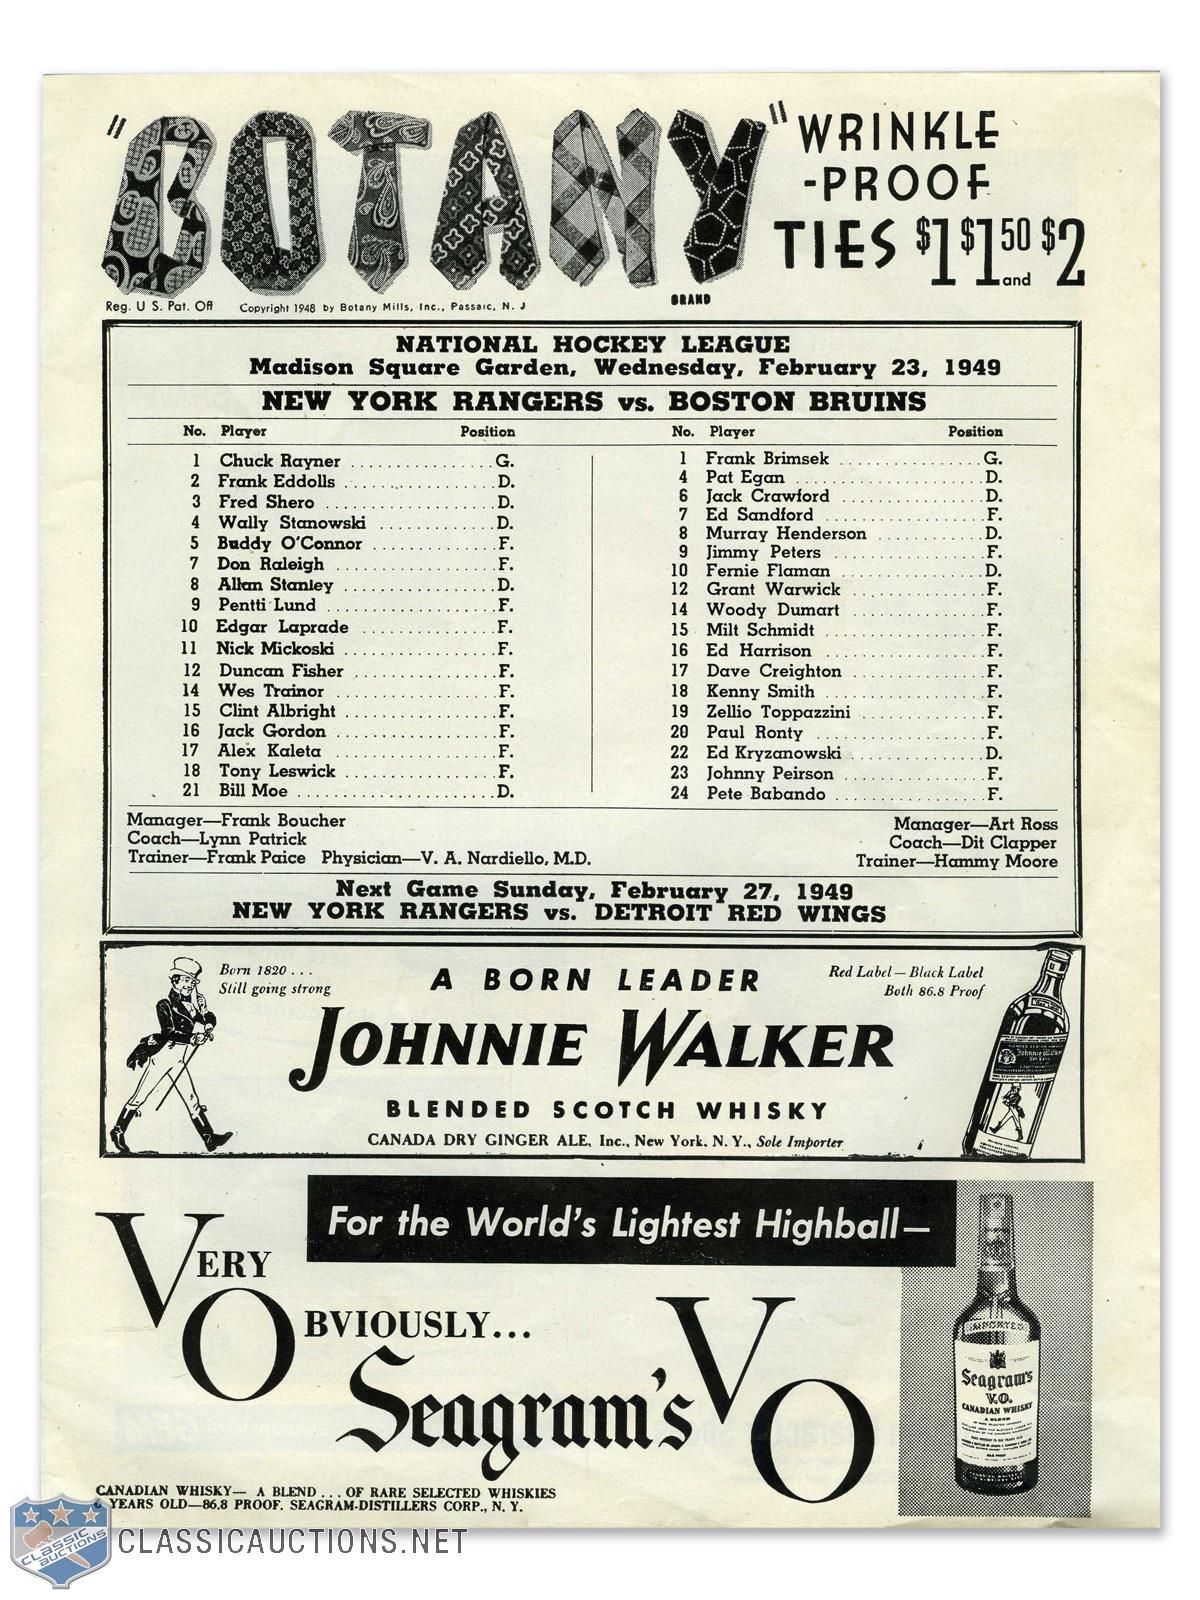 "BOTANY" WRINKLE
-PROOF
TIES $1 $1 50 and $2
BRAND
Reg. U S. Pat. Off Copyright 1948 by Botany Mills, Inc., Passaic, N. J
NATIONAL HOCKEY LEAGUE
Madison Square Garden, Wednesday, February 23, 1949
NEW YORK RANGERS vs. BOSTON BRUINS
No. Player Position
1 Chuck Rayner G.
2 Frank Eddolls D.
3 Fred Shero D.
4 Wally Stanowski D.
5 Buddy O'Connor F.
7 Don Raleigh F.
8 Allan Stanley D.
9 Pentti Lund F.
10 Edgar Laprade F.
11 Nick Mickoski F.
12 Duncan Fisher F.
14 Wes Trainor F.
15 Clint Albright F.
16 Jack Gordon F.
17 Alex Kaleta F.
18 Tony Leswick F.
21 Bill Moe D.
No. Player Position
1 Frank Brimsek G.
4 Pat Egan D.
6 Jack Crawford D.
7 Ed Sandford F.
8 Murray Henderson D.
9 Jimmy Peters F.
10 Fernie Flaman D.
12 Grant Warwick F.
14 Woody Dumart F.
15 Milt Schmidt F.
16 Ed Harrison F.
17 Dave Creighton F.
18 Kenny Smith F.
19 Zellio Toppazzini F.
20 Paul Ronty F.
22 Ed Kryzanowski D.
23 Johnny Peirson F.
24 Pete Babando F.
Manager—Frank Boucher
Coach—Lynn Patrick
Trainer—Frank Paice Physician—V. A. Nardiello, M.D.
Manager—Art Ross
Coach—Dit Clapper
Trainer—Hammy Moore
Next Game Sunday, February 27, 1949
NEW YORK RANGERS vs. DETROIT RED WINGS
Born 1820 ...
Still going strong
A BORN LEADER
Red Label—Black Label
Both 86.8 Proof
JOHNNIE WALKER
BLENDED SCOTCH WHISKY
CANADA DRY GINGER ALE, Inc., New York, N. Y., Sole Importer
Johnnie Walker
For the World's Lightest Highball—
VERY
OBVIOUSLY...
Seagram's VO
IMPORTED
Seagram's
V.O.
CANADIAN WHISKY
A BLEND
CANADIAN WHISKY— A BLEND ... OF RARE SELECTED WHISKIES
6 YEARS OLD—86.8 PROOF. SEAGRAM-DISTILLERS CORP., N. Y.
CLASSIC
AUCTIONS
CLASSICAUCTIONS.NET